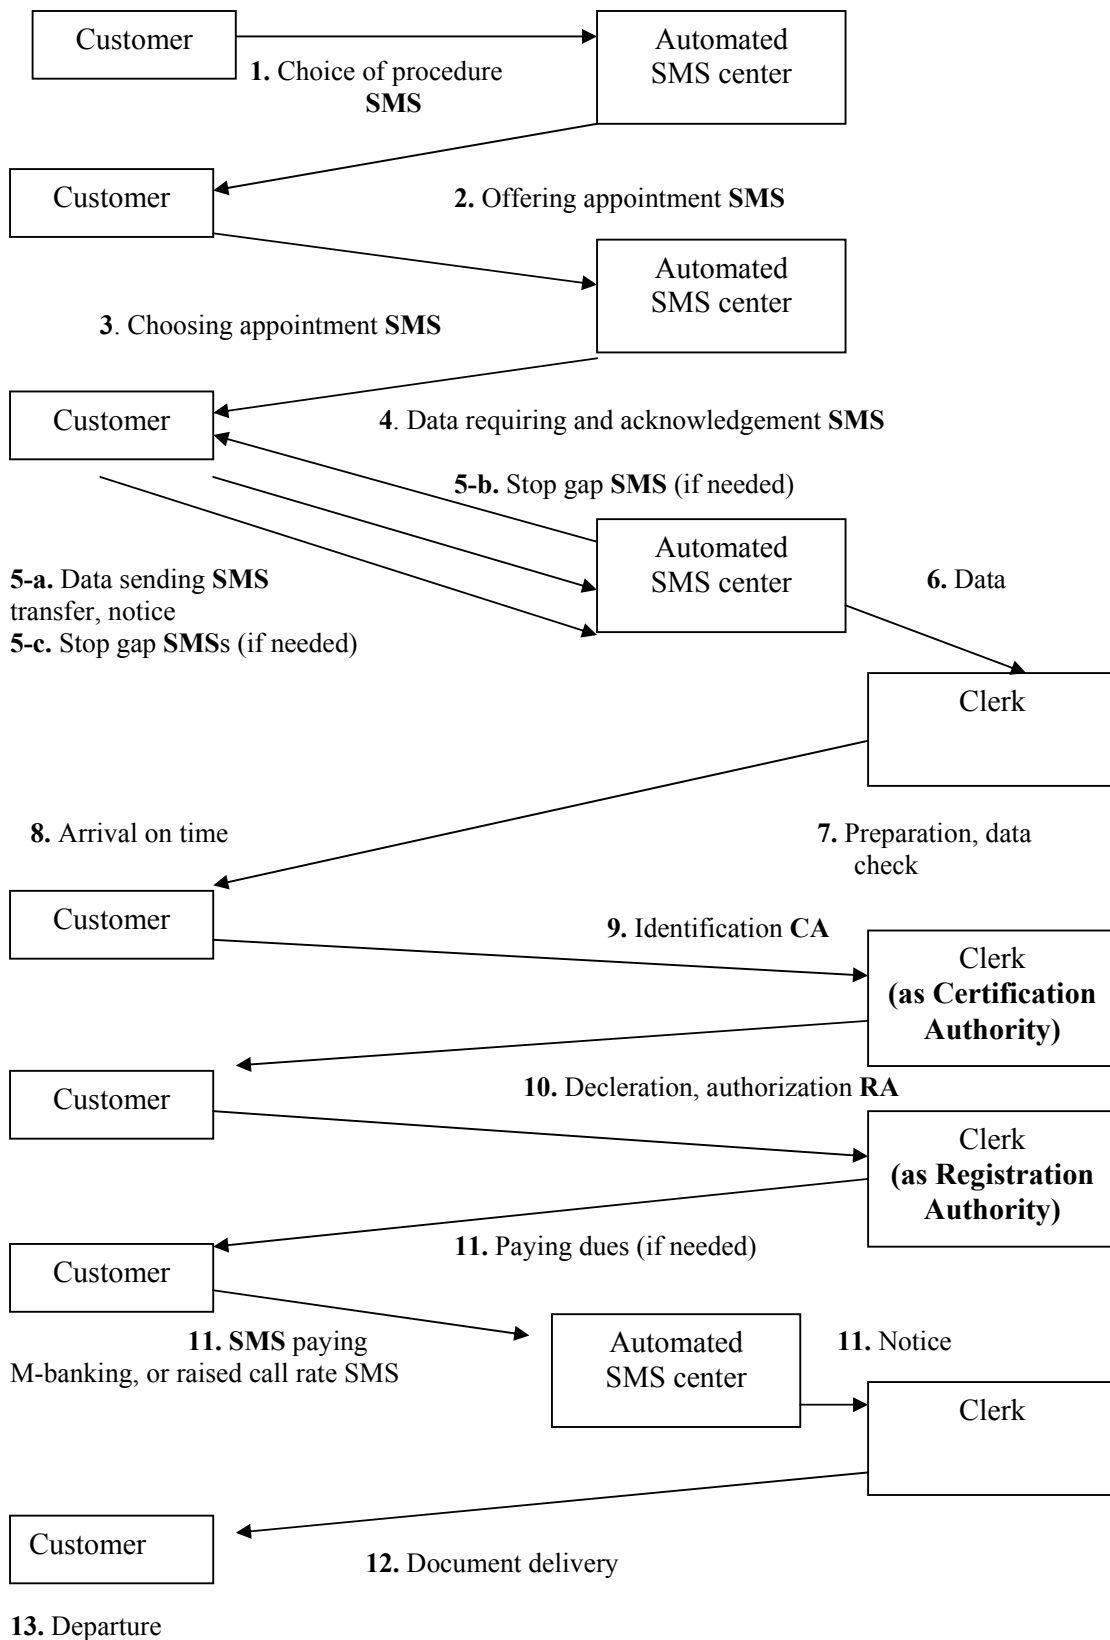 Customer
Automated
SMS center
1. Choice of procedure
SMS
Customer
2. Offering appointment SMS
Automated
SMS center
3. Choosing appointment SMS
Customer
4. Data requiring and acknowledgement SMS
5-b. Stop gap SMS (if needed)
Automated
SMS center
5-a. Data sending SMS
transfer, notice
5-c. Stop gap SMSs (if needed)
6. Data
Clerk
8. Arrival on time
7. Preparation, data
check
Customer
9. Identification CA
Clerk
(as Certification
Authority)
Customer
10. Decleration, authorization RA
Clerk
(as Registration
Authority)
Customer
11. Paying dues (if needed)
11. SMS paying
M-banking, or raised call rate SMS
Automated
SMS center
11. Notice
Clerk
Customer
12. Document delivery
13. Departure